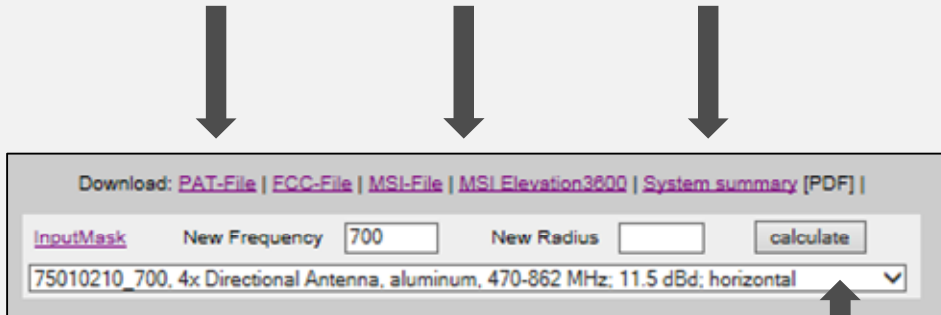 Download: PAT-File | FCC-File | MSI-File | MSI Elevation3600 | System summary [PDF] |
InputMask New Frequency 700 New Radius calculate
75010210_700, 4x Directional Antenna, aluminum, 470-862 MHz; 11.5 dBd; horizontal